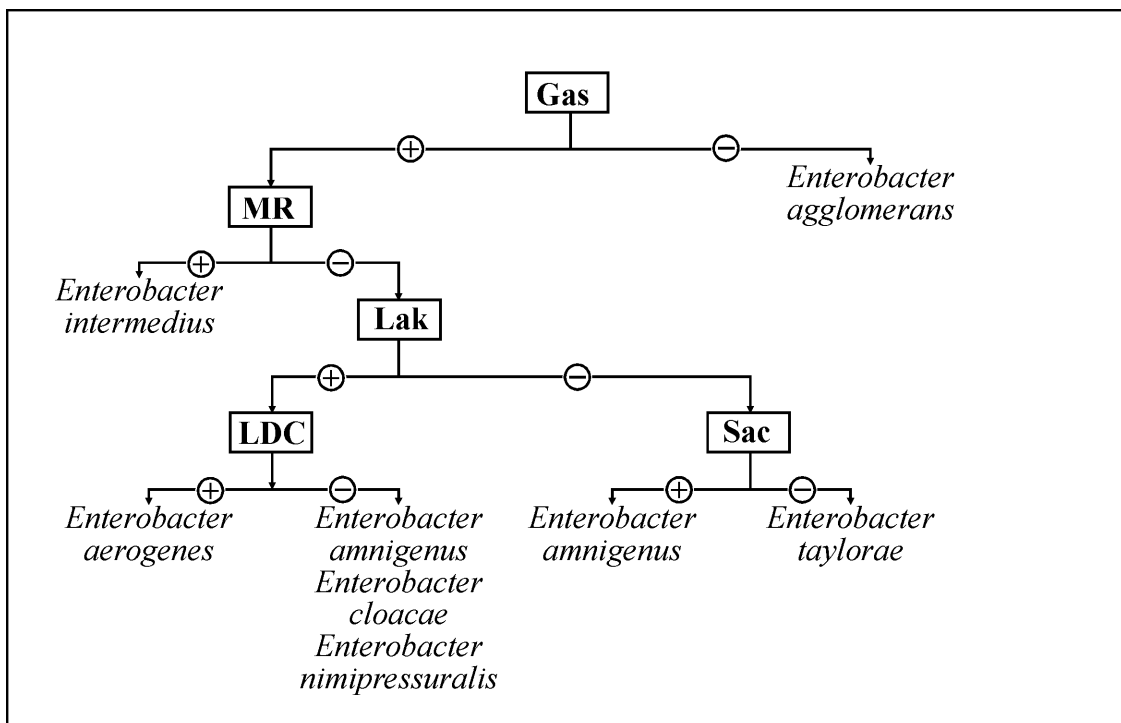 Gas
+
−
Enterobacter
agglomerans
MR
+
−
Enterobacter
intermedius
Lak
+
−
LDC
Sac
+
−
+
−
Enterobacter
aerogenes
Enterobacter
amnigenus
Enterobacter
cloacae
Enterobacter
nimipressuralis
Enterobacter
amnigenus
Enterobacter
taylorae